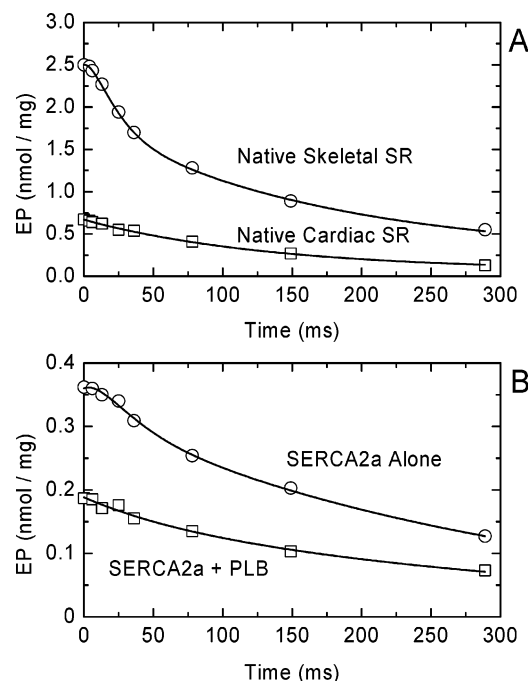 A
3.0
2.5
2.0
1.5
1.0
0.5
0.0
EP (nmol / mg)
Native Skeletal SR
Native Cardiac SR
0 50 100 150 200 250 300
Time (ms)
B
0.4
0.3
0.2
0.1
0
EP (nmol / mg)
SERCA2a Alone
SERCA2a + PLB
0 50 100 150 200 250 300
Time (ms)